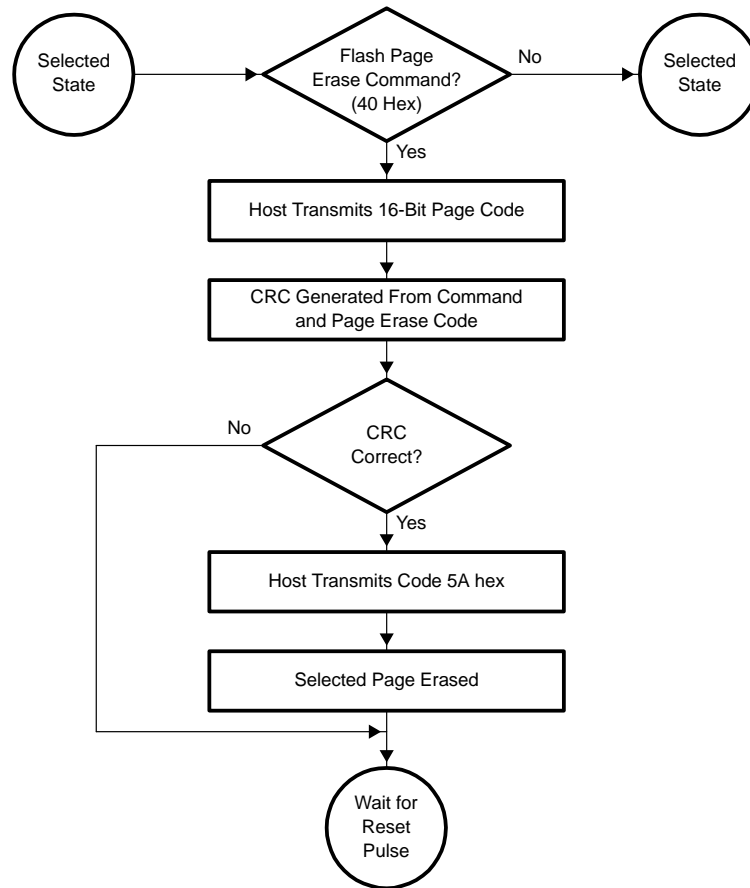 Selected
State
Flash Page
Erase Command?
(40 Hex)
No
Selected
State
Yes
Host Transmits 16-Bit Page Code
CRC Generated From Command
and Page Erase Code
No
CRC
Correct?
Yes
Host Transmits Code 5A hex
Selected Page Erased
Wait for
Reset
Pulse